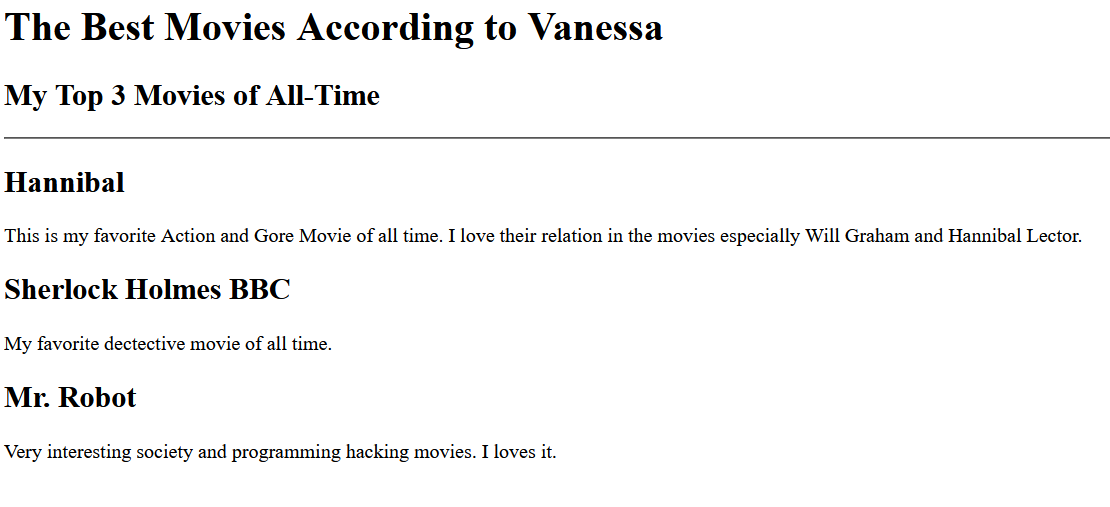 The Best Movies According to Vanessa
My Top 3 Movies of All-Time
Hannibal
This is my favorite Action and Gore Movie of all time. I love their relation in the movies especially Will Graham and Hannibal Lector.
Sherlock Holmes BBC
My favorite dectective movie of all time.
Mr. Robot
Very interesting society and programming hacking movies. I loves it.